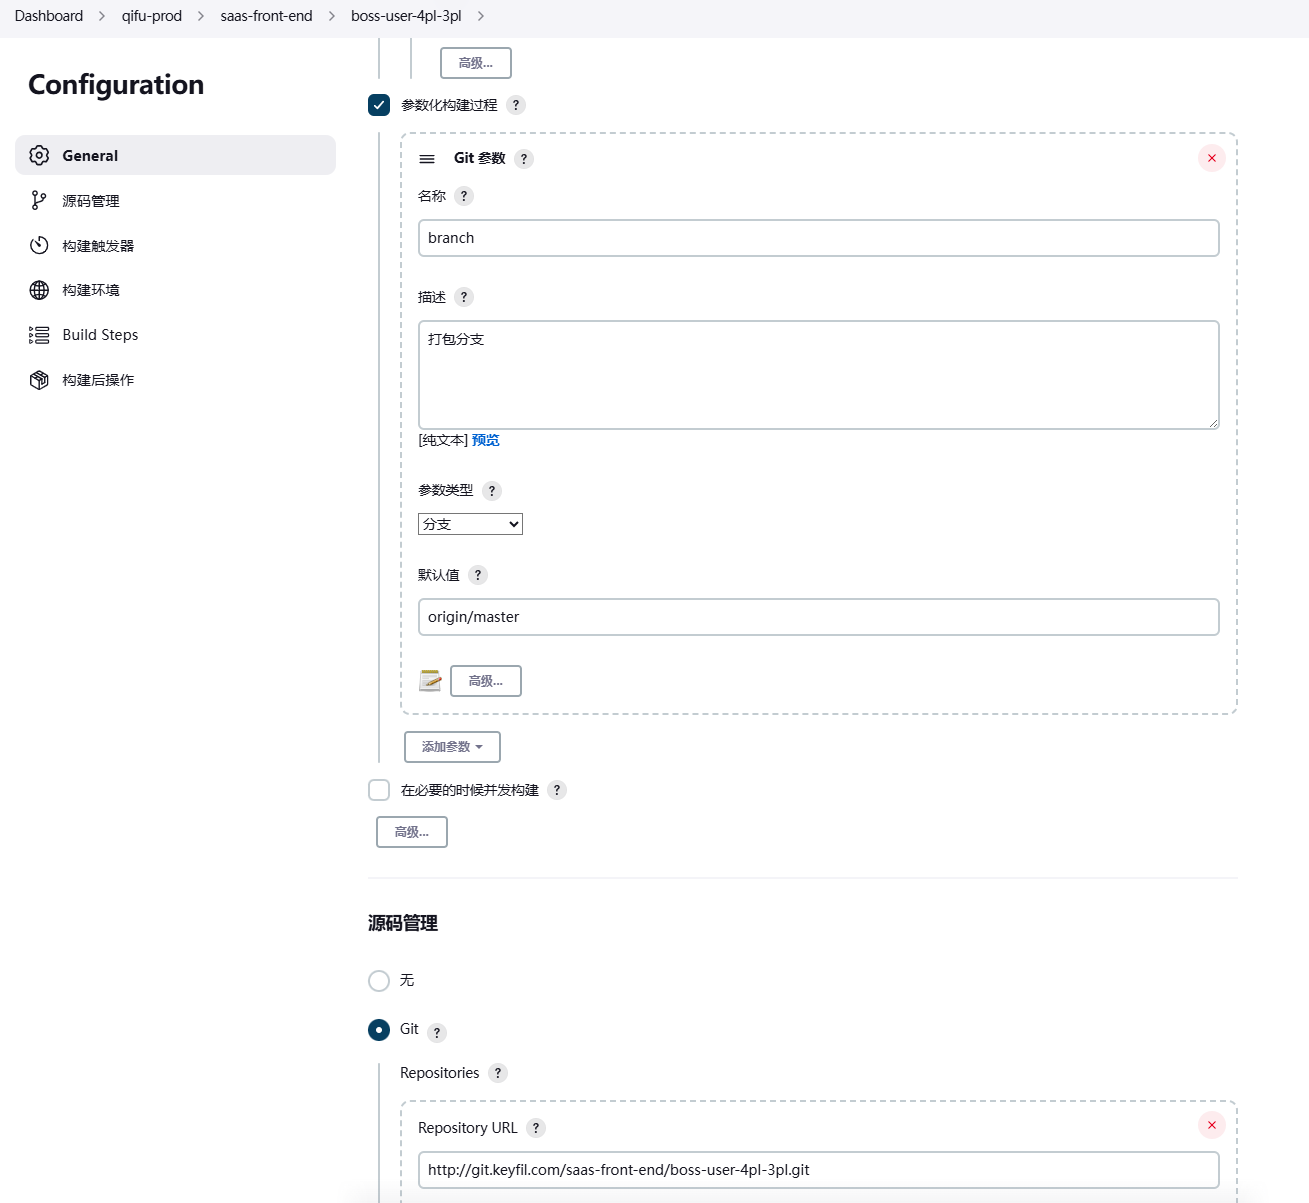 Dashboard > qifu-prod > saas-front-end > boss-user-4pl-3pl >
Configuration
General
源码管理
构建触发器
构建环境
Build Steps
构建后操作
高级...
参数化构建过程 ?
Git 参数 ?
名称 ?
branch
描述 ?
打包分支
[纯文本] 预览
参数类型 ?
分支
默认值 ?
origin/master
高级...
添加参数
在必要的时候并发构建 ?
高级...
源码管理
无
Git ?
Repositories ?
Repository URL ?
http://git.keyfil.com/saas-front-end/boss-user-4pl-3pl.git